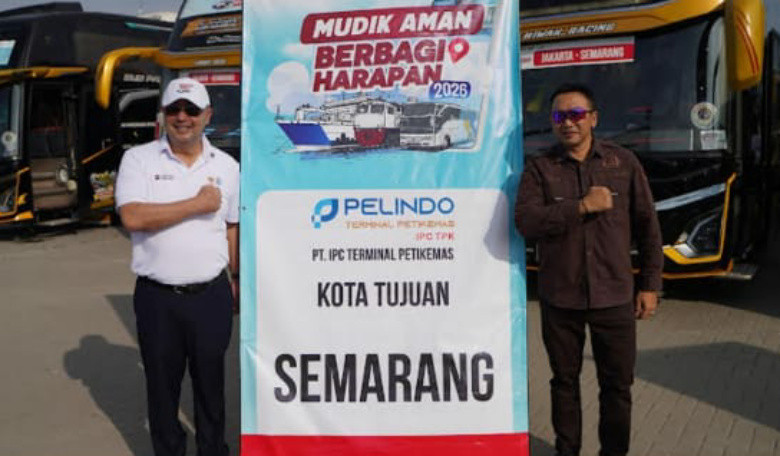 MUDIK AMAN
BERBAGI
HARAPAN
2026
PELINDO
TERMINAL PETIKEMAS
IPC TPK
PT. IPC TERMINAL PETIKEMAS
KOTA TUJUAN
SEMARANG
RACING
JAKARTA - SEMARANG